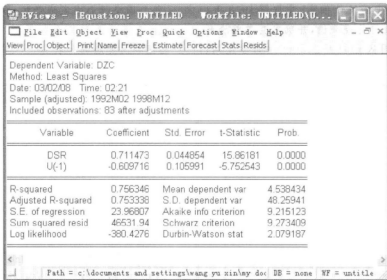 EViews - [Equation: UNTITLED Workfile: UNTITLED\U...
File Edit Object View Proc Quick Options Window Help
View Proc Object Print Name Freeze Estimate Forecast Stats Resids
Dependent Variable: DZC
Method: Least Squares
Date: 03/02/08 Time: 02:21
Sample (adjusted): 1992M02 1998M12
Included observations: 83 after adjustments
Variable Coefficient Std. Error t-Statistic Prob.
DSR 0.711473 0.044854 15.86181 0.0000
U(-1) -0.609716 0.105991 -5.752543 0.0000
R-squared 0.756346 Mean dependent var 4.538434
Adjusted R-squared 0.753338 S.D. dependent var 48.25941
S.E. of regression 23.96807 Akaike info criterion 9.215123
Sum squared resid 46531.94 Schwarz criterion 9.273409
Log likelihood -380.4276 Durbin-Watson stat 2.079187
Path = c:\documents and settings\wang yu xin\my doc DB = none WF = untitle